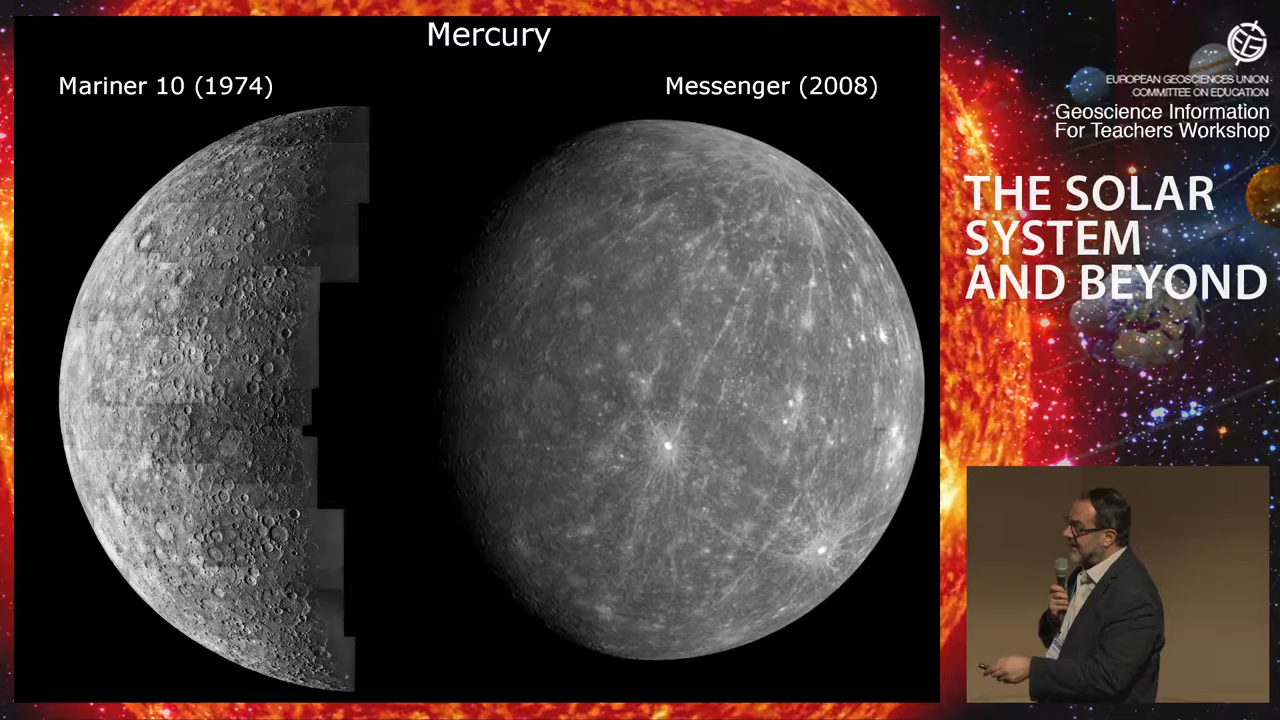 Mercury
Mariner 10 (1974)
Messenger (2008)
EUROPEAN GEOSCIENCES UNION
COMMITTEE ON EDUCATION
Geoscience Information
For Teachers Workshop
THE SOLAR
SYSTEM
AND BEYOND